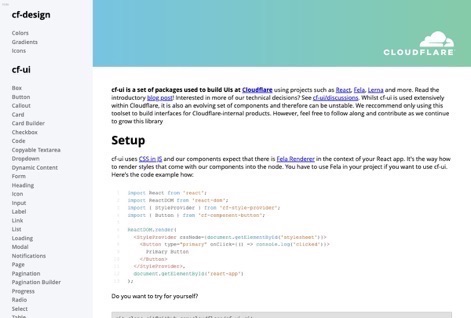 cf-design
Colors
Gradients
Icons
cf-ui
Box
Button
Callout
Card
Card Builder
Checkbox
Code
Copyable Textarea
Dropdown
Dynamic Content
Form
Heading
Icon
Input
Label
Link
List
Loading
Modal
Notifications
Page
Pagination
Pagination Builder
Progress
Radio
Select
CLOUDFLARE
cf-ui is a set of packages used to build UIs at Cloudflare using projects such as React, Fela, Lerna and more. Read the
introductory blog post! Interested in more of our technical decisions? See cf-ui/discussions. Whilst cf-ui is used extensively
within Cloudflare, it is also an evolving set of components and therefore can be unstable. We reccommend only using this
toolset to build interfaces for Cloudflare-internal products. However, feel free to follow along and contribute as we continue
to grow this library
Setup
cf-ui uses CSS in JS and our components expect that there is Fela Renderer in the context of your React app. It's the way how
to render styles that come with our components into the node. You have to use Fela in your project if you want to use cf-ui.
Here's the code example how:
import React from 'react';
import ReactDOM from 'react-dom';
import { StyleProvider } from 'cf-style-provider';
import { Button } from 'cf-component-button';
ReactDOM.render(
<StyleProvider cssNode={document.getElementById('stylesheet')}>
<Button type="primary" onClick={() => console.log('clicked')}>
Primary Button
</Button>
</StyleProvider>,
document.getElementById('react-app')
);
Do you want to try for yourself?